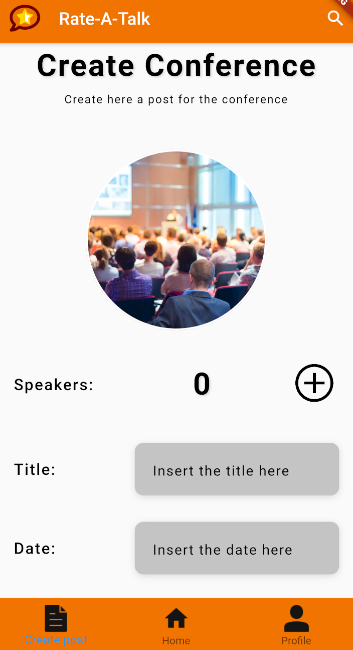 Rate-A-Talk
Create Conference
Create here a post for the conference
Speakers: 0
Title: Insert the title here
Date: Insert the date here
Create post Home Profile